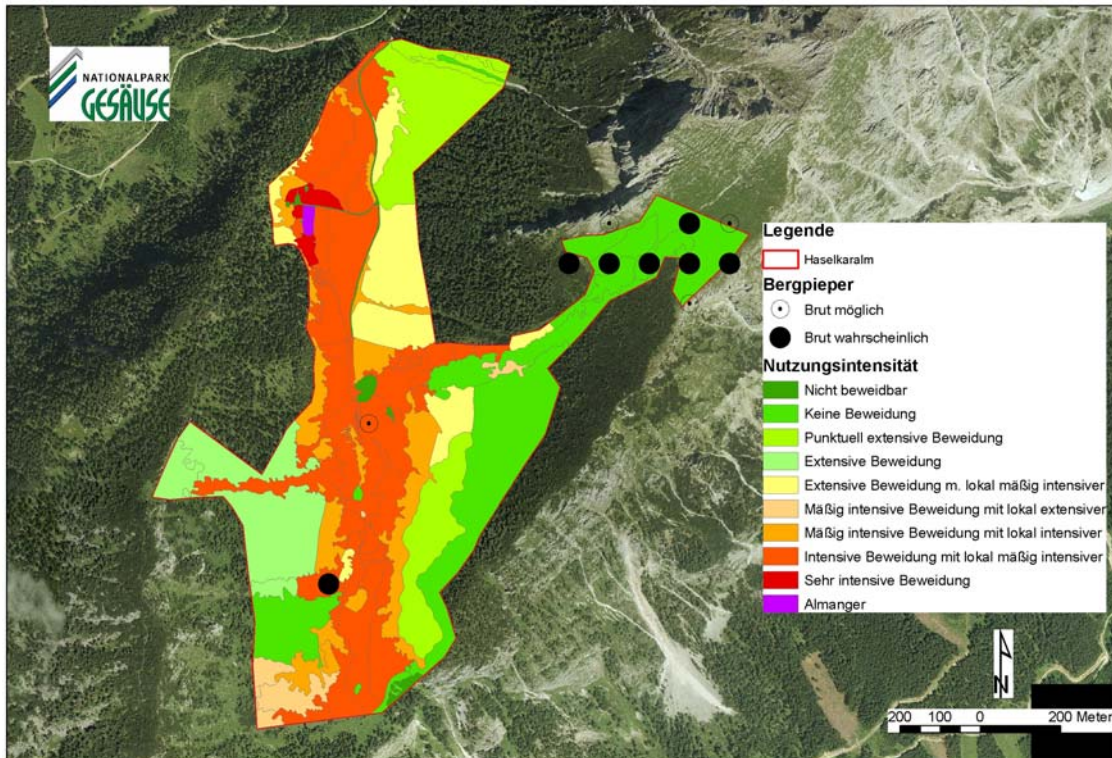 NATIONALPARK
GESÄUSE
Legende
Haselkaralm
Bergpieper
Brut möglich
Brut wahrscheinlich
Nutzungsintensität
Nicht beweidbar
Keine Beweidung
Punktuell extensive Beweidung
Extensive Beweidung
Extensive Beweidung m. lokal mäßig intensiver
Mäßig intensive Beweidung mit lokal extensiver
Mäßig intensive Beweidung mit lokal intensiver
Intensive Beweidung mit lokal mäßig intensiver
Sehr intensive Beweidung
Almanger
N
200 100 0 200 Meter